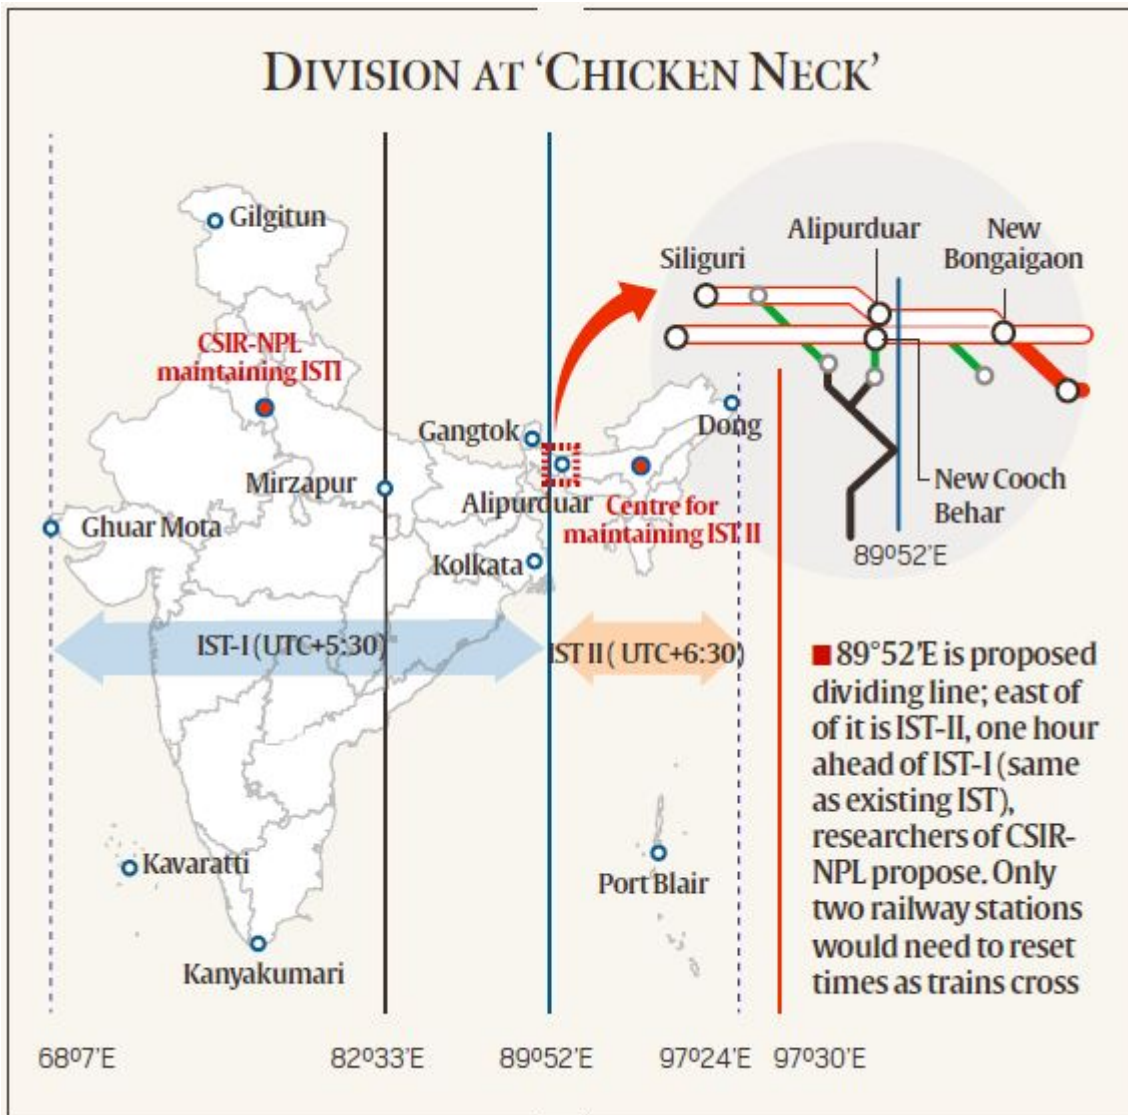 DIVISION AT ‘CHICKEN NECK’
Gilgitun
CSIR-NPL
maintaining ISTI
Gangtok
Mirzapur
Alipurduar
Ghuar Mota
Kolkata
Dong
Centre for
maintaining IST II
Siliguri
Alipurduar
New
Bongaigaon
New Cooch
Behar
89º52'E
IST-I (UTC+5:30)
IST II ( UTC+6:30)
Kavaratti
Port Blair
Kanyakumari
89°52'E is proposed
dividing line; east of
of it is IST-II, one hour
ahead of IST-I (same
as existing IST),
researchers of CSIR-
NPL propose. Only
two railway stations
would need to reset
times as trains cross
68º7'E
82º33'E
89º52'E
97º24'E
97º30'E